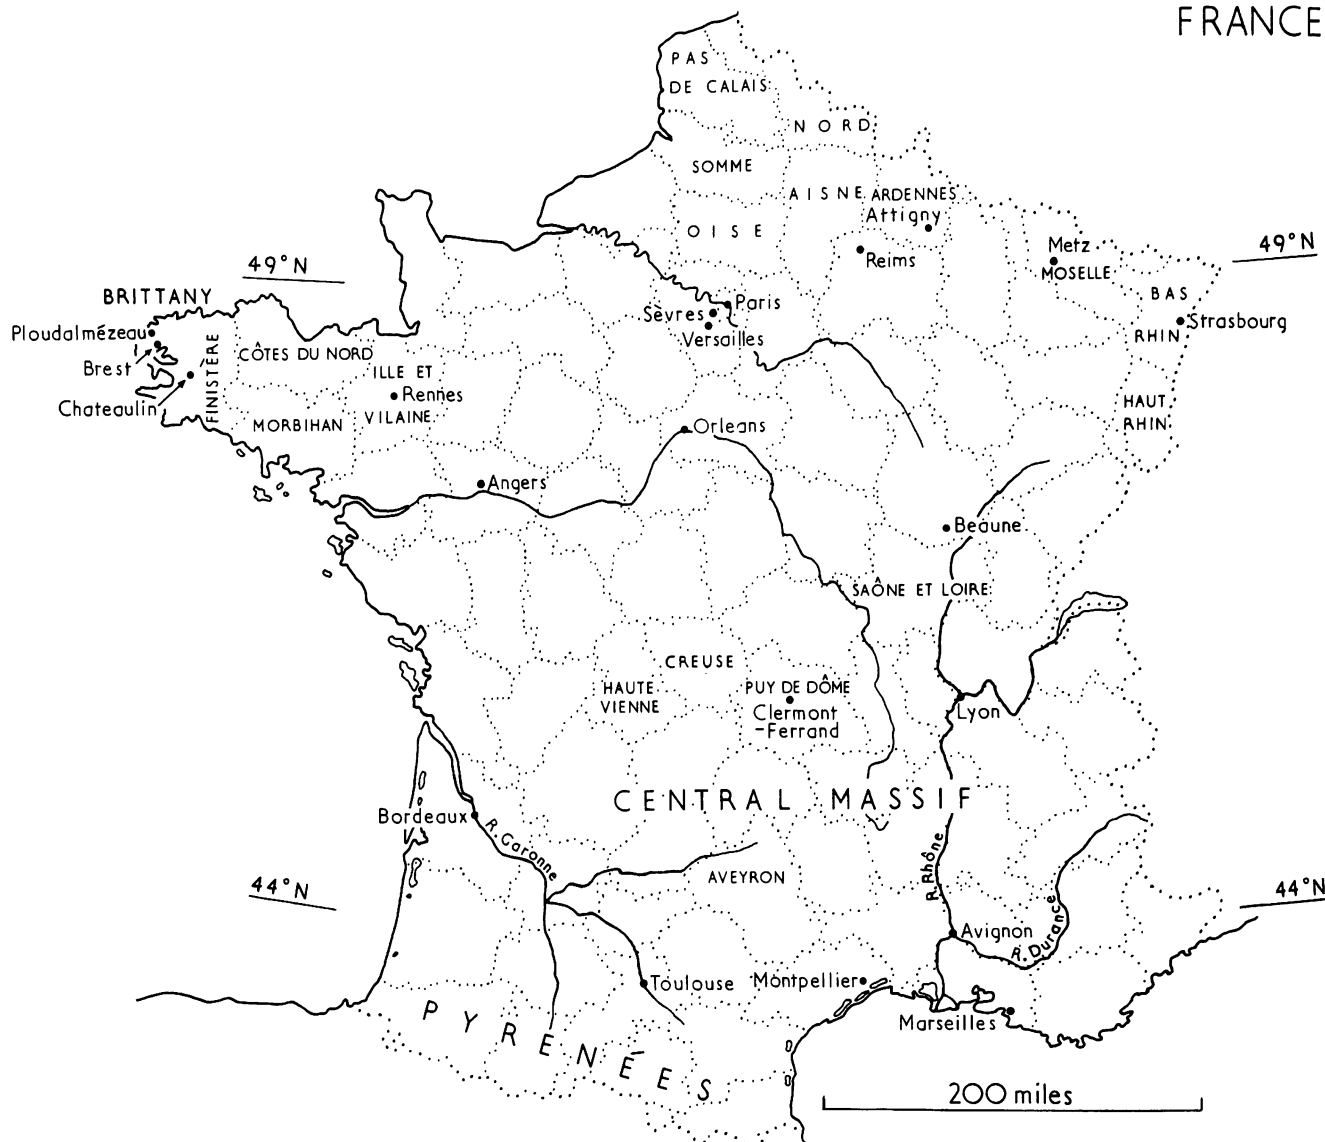 FRANCE
PAS
DE CALAIS
NORD
SOMME
AISNE
ARDENNES
Attigny
OISE
Reims
Metz
MOSELLE
49°N
49°N
BAS
RHIN
Strasbourg
HAUT
RHIN
Paris
Sèvres
Versailles
BRITTANY
Ploudalmézeau
Brest
Chateaulin
FINISTÈRE
CÔTES DU NORD
ILLE ET
Rennes
VILAINE
MORBIHAN
Orleans
Angers
Beaune
SAÔNE ET LOIRE
CREUSE
HAUTE
VIENNE
PUY DE DÔME
Clermont
-Ferrand
Lyon
CENTRAL MASSIF
Bordeaux
R. Garonne
AVEYRON
R. Rhône
44°N
44°N
Avignon
R. Durance
Toulouse
Montpellier
Marseilles
PYRENÉES
200 miles